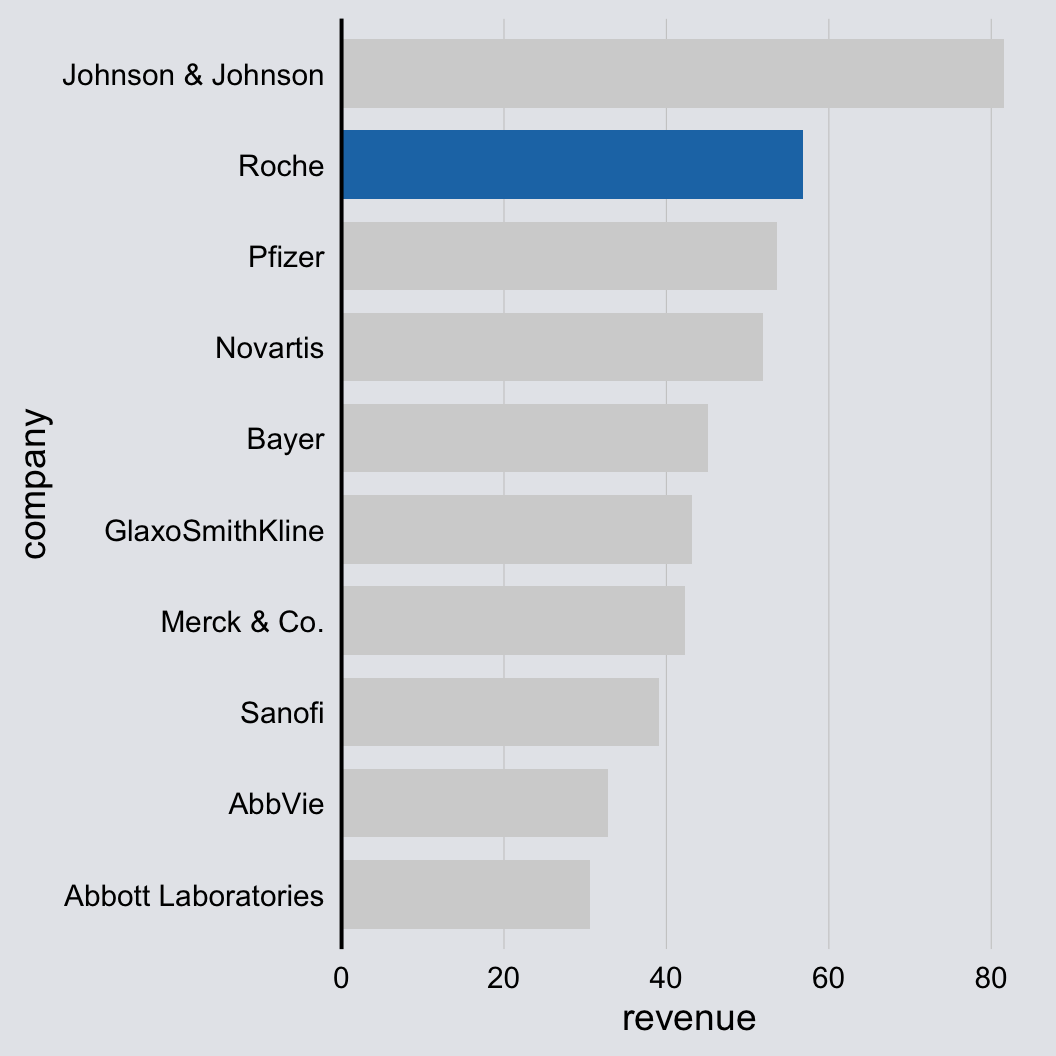 Johnson & Johnson
Roche
Pfizer
Novartis
Bayer
GlaxoSmithKline
Merck & Co.
Sanofi
AbbVie
Abbott Laboratories
company
0 20 40 60 80
revenue